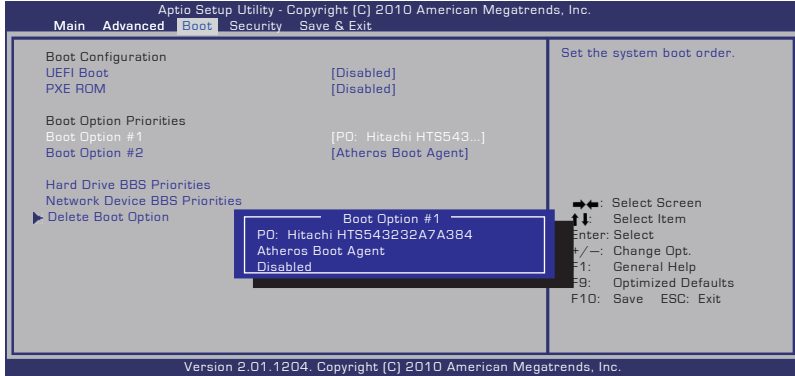 Aptio Setup Utility - Copyright (C) 2010 American Megatrends, Inc.
Main Advanced Boot Security Save & Exit
Boot Configuration
UEFI Boot [Disabled]
PXE ROM [Disabled]
Boot Option Priorities
Boot Option #1 [P0: Hitachi HTS543...]
Boot Option #2 [Atheros Boot Agent]
Hard Drive BBS Priorities
Network Device BBS Priorities
Delete Boot Option
Boot Option #1
P0: Hitachi HTS543232A7A384
Atheros Boot Agent
Disabled
Set the system boot order.
→←: Select Screen
↑↓: Select Item
Enter: Select
+/—: Change Opt.
F1: General Help
F9: Optimized Defaults
F10: Save ESC: Exit
Version 2.01.1204. Copyright (C) 2010 American Megatrends, Inc.